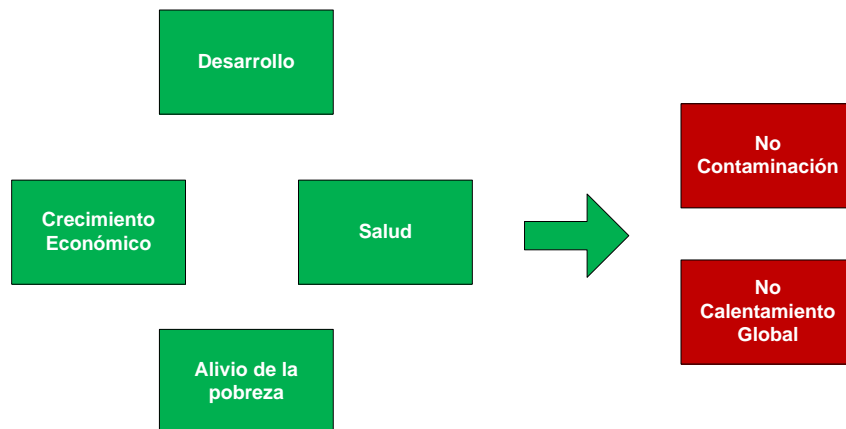 Desarrollo
Crecimiento
Económico
Salud
Alivio de la
pobreza
No
Contaminación
No
Calentamiento
Global